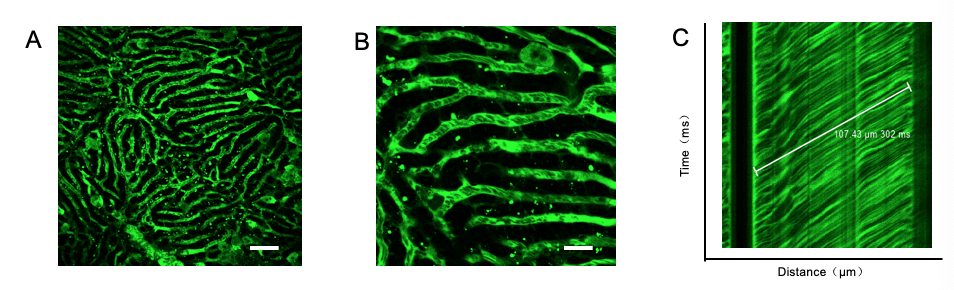 A
B
C
107 43 µm 302 ms
Time（ms）
Distance（µm）